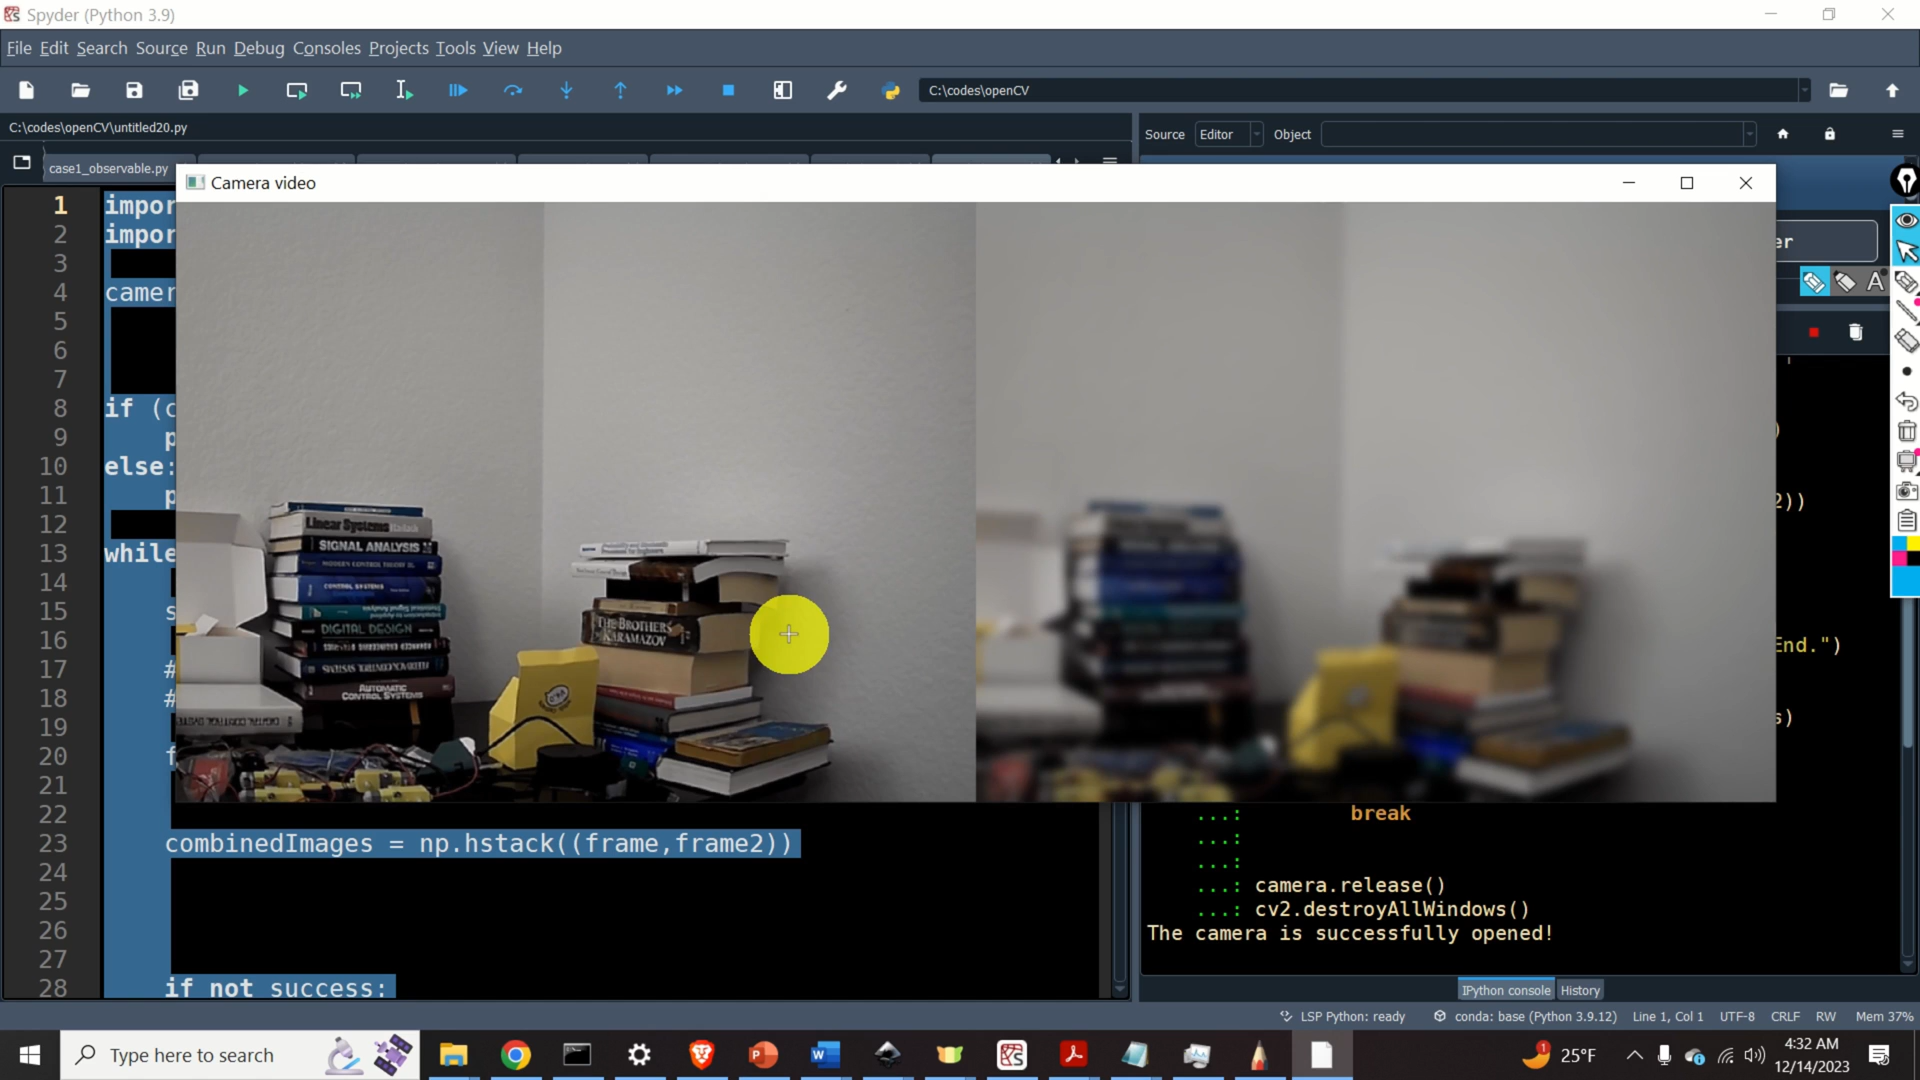 Spyder (Python 3.9)
File Edit Search Source Run Debug Consoles Projects Tools View Help
C:\codes\openCV
C:\codes\openCV\untitled20.py
Source Editor Object
case1_observable.py
Camera video
1 impor
2 impor
3
4 camer
5
6
7
8 if (c
9 p
10 else:
11 p
12
13 while
14
15 s
16
17 #
18 #
19
20 f
21
22
23 combinedImages = np.hstack((frame,frame2))
24
25
26
27
28 if not success:
er
A
)
2))
End.")
s)
Linear Systems
SIGNAL ANALYSIS
MODERN CONTROL THEORY
CONTROL SYSTEMS
DIGITAL DESIGN
AUTOMATIC
CONTROL SYSTEMS
THE BROTHERS
KARAMAZOV
...: break
...:
...:
...: camera.release()
...: cv2.destroyAllWindows()
The camera is successfully opened!
IPython console History
LSP Python: ready conda: base (Python 3.9.12) Line 1, Col 1 UTF-8 CRLF RW Mem 37%
Type here to search
1 25°F
4:32 AM
12/14/2023